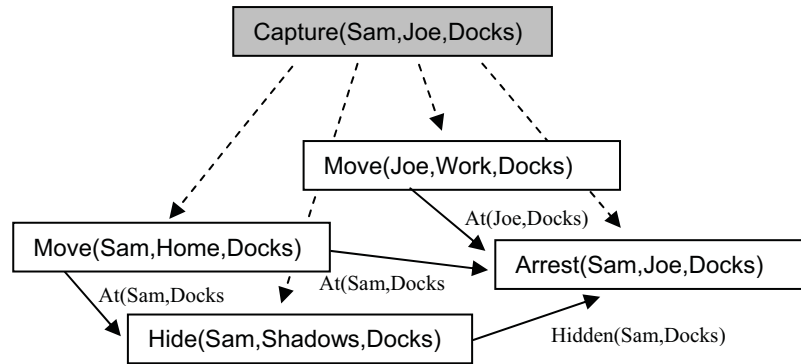 Capture(Sam,Joe,Docks)
Move(Joe,Work,Docks)
At(Joe,Docks)
Move(Sam,Home,Docks)
Arrest(Sam,Joe,Docks)
At(Sam,Docks
At(Sam,Docks
Hide(Sam,Shadows,Docks)
Hidden(Sam,Docks)